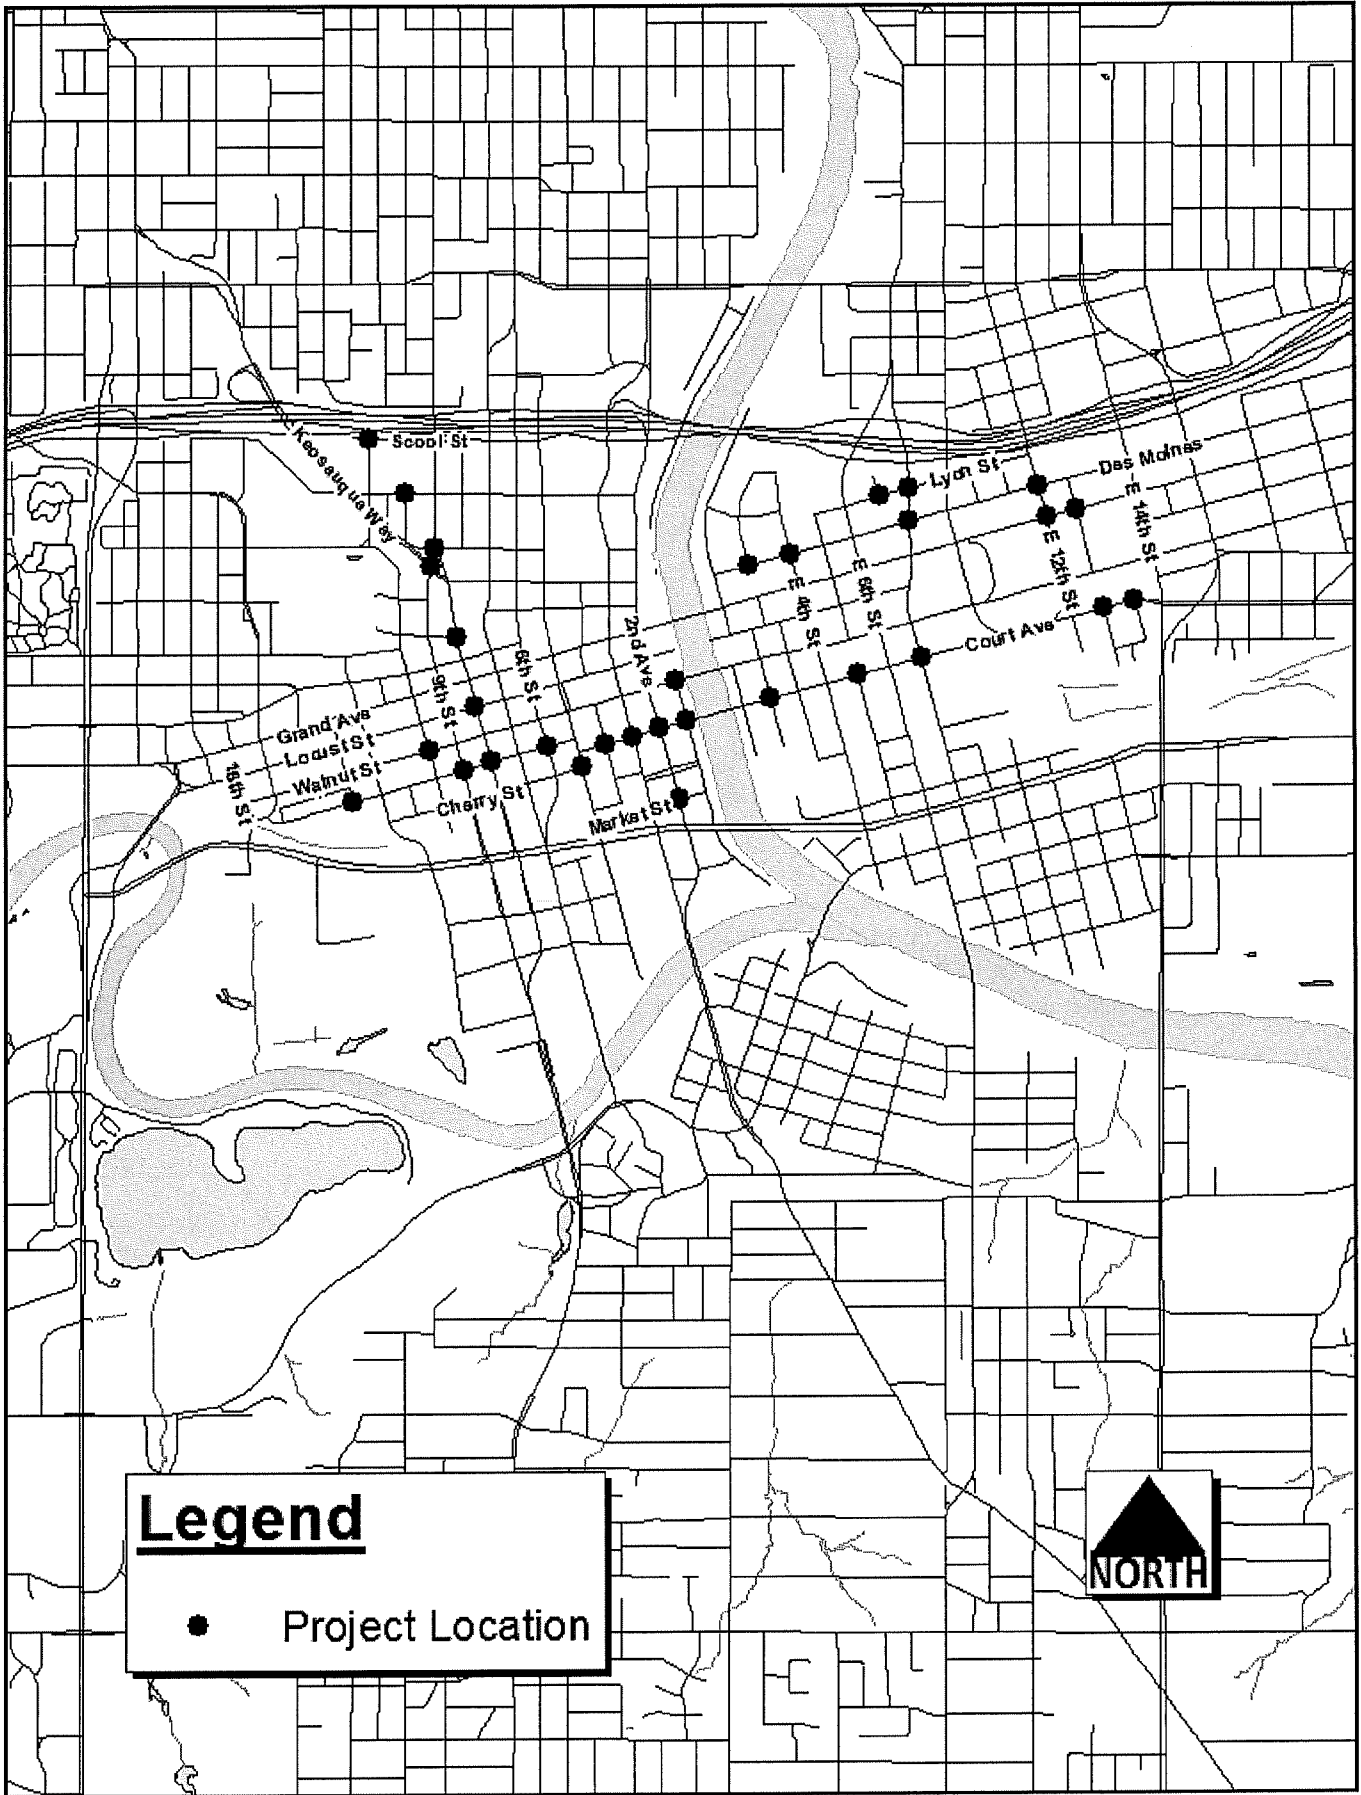 Scool St
Keosauqua Way
Lyon St
Des Moines
E 14th St
E 12th St
E 6th St
E 4th St
Court Ave
2nd Ave
6th St
9th St
Grand Ave
Locust St
Walnut St
16th St
Cherry St
Market St
Legend
Project Location
NORTH